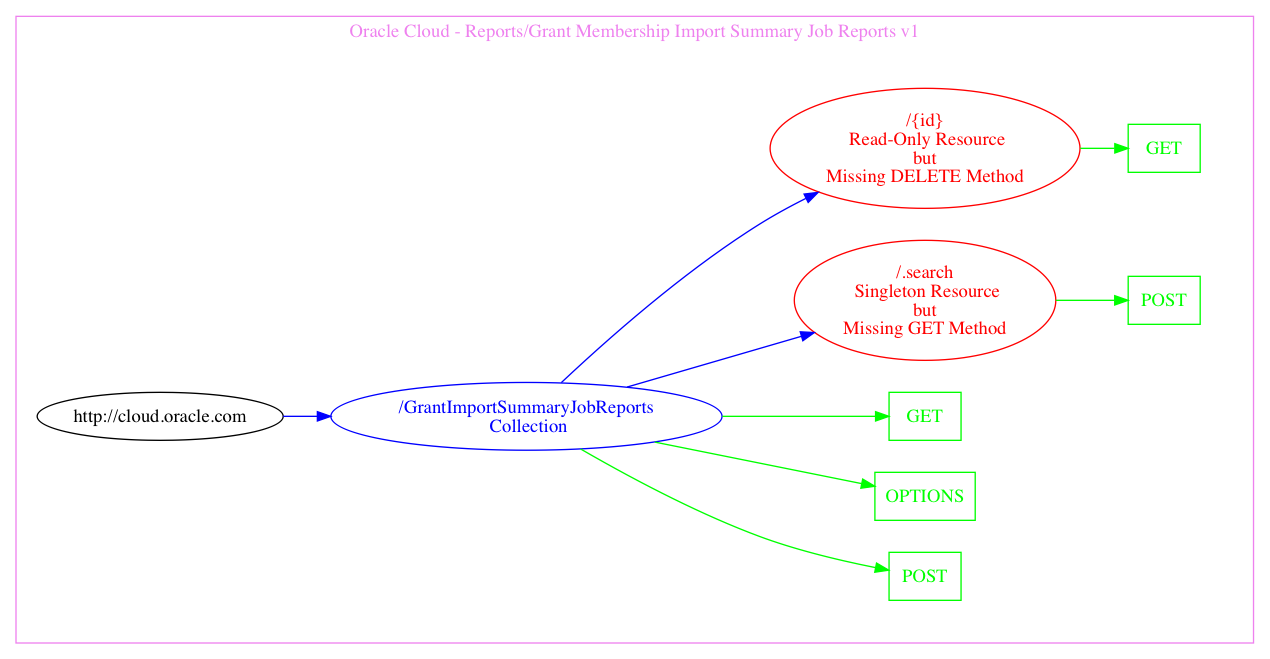 Oracle Cloud - Reports/Grant Membership Import Summary Job Reports v1
/{id}
Read-Only Resource
but
Missing DELETE Method
GET
/.search
Singleton Resource
but
Missing GET Method
POST
http://cloud.oracle.com
/GrantImportSummaryJobReports
Collection
GET
OPTIONS
POST